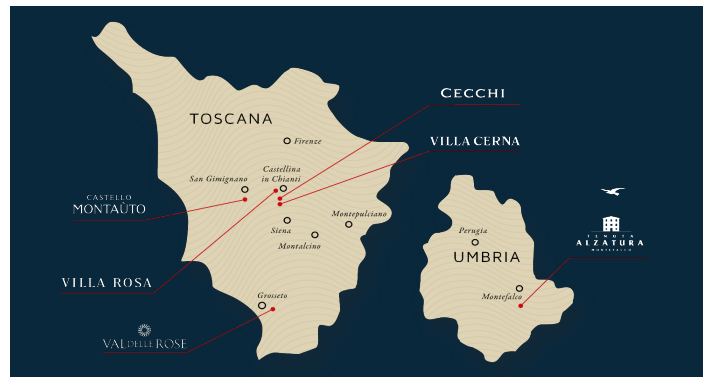 CECCHI
TOSCANA
Firenze
VILLA CERNA
Castellina
in Chianti
San Gimignano
CASTELLO
MONTAÙTO
Montepulciano
Siena
Montalcino
Perugia
UMBRIA
TENUTA
ALZATURA
MONTEFALCO
VILLA ROSA
Grosseto
Montefalco
VAL DELLE ROSE